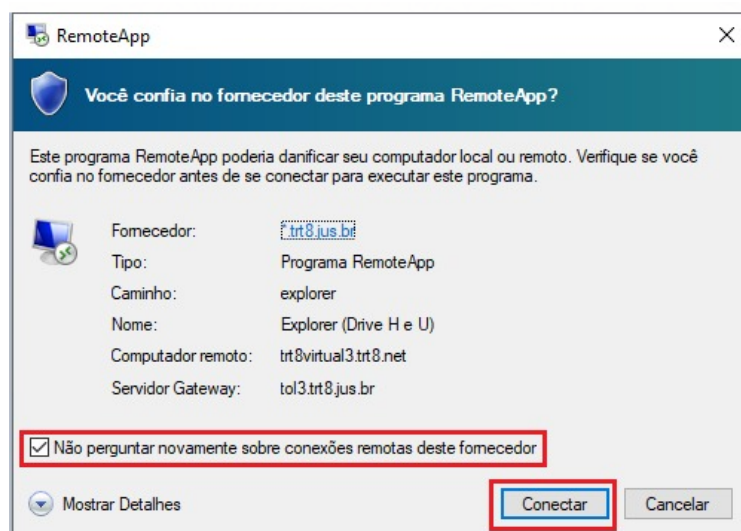 RemoteApp
Você confia no fornecedor deste programa RemoteApp?
Este programa RemoteApp poderia danificar seu computador local ou remoto. Verifique se você
confia no fornecedor antes de se conectar para executar este programa.
Fornecedor: *.trt8.jus.br
Tipo: Programa RemoteApp
Caminho: explorer
Nome: Explorer (Drive H e U)
Computador remoto: trt8virtual3.trt8.net
Servidor Gateway: tol3.trt8.jus.br
Não perguntar novamente sobre conexões remotas deste fornecedor
Mostrar Detalhes Conectar Cancelar